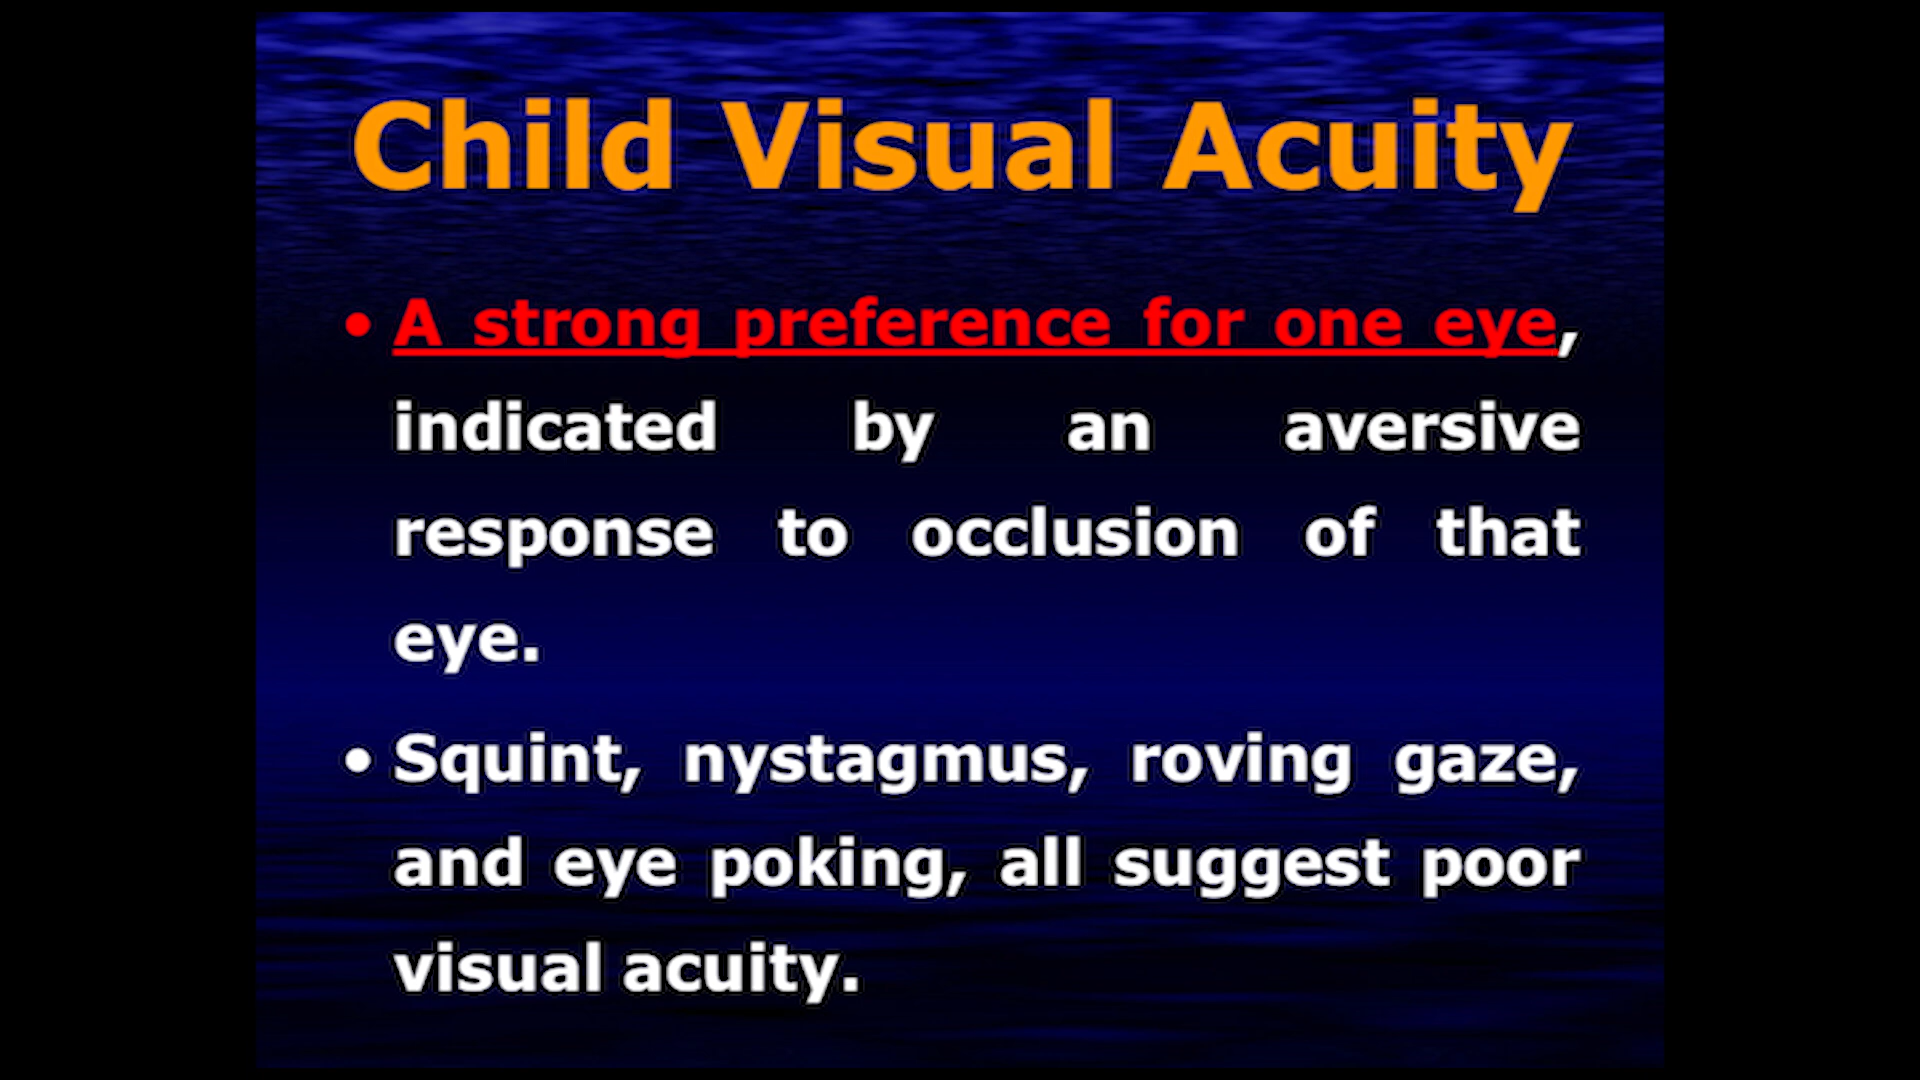 Child Visual Acuity
• A strong preference for one eye,
indicated by an aversive
response to occlusion of that
eye.
• Squint, nystagmus, roving gaze,
and eye poking, all suggest poor
visual acuity.